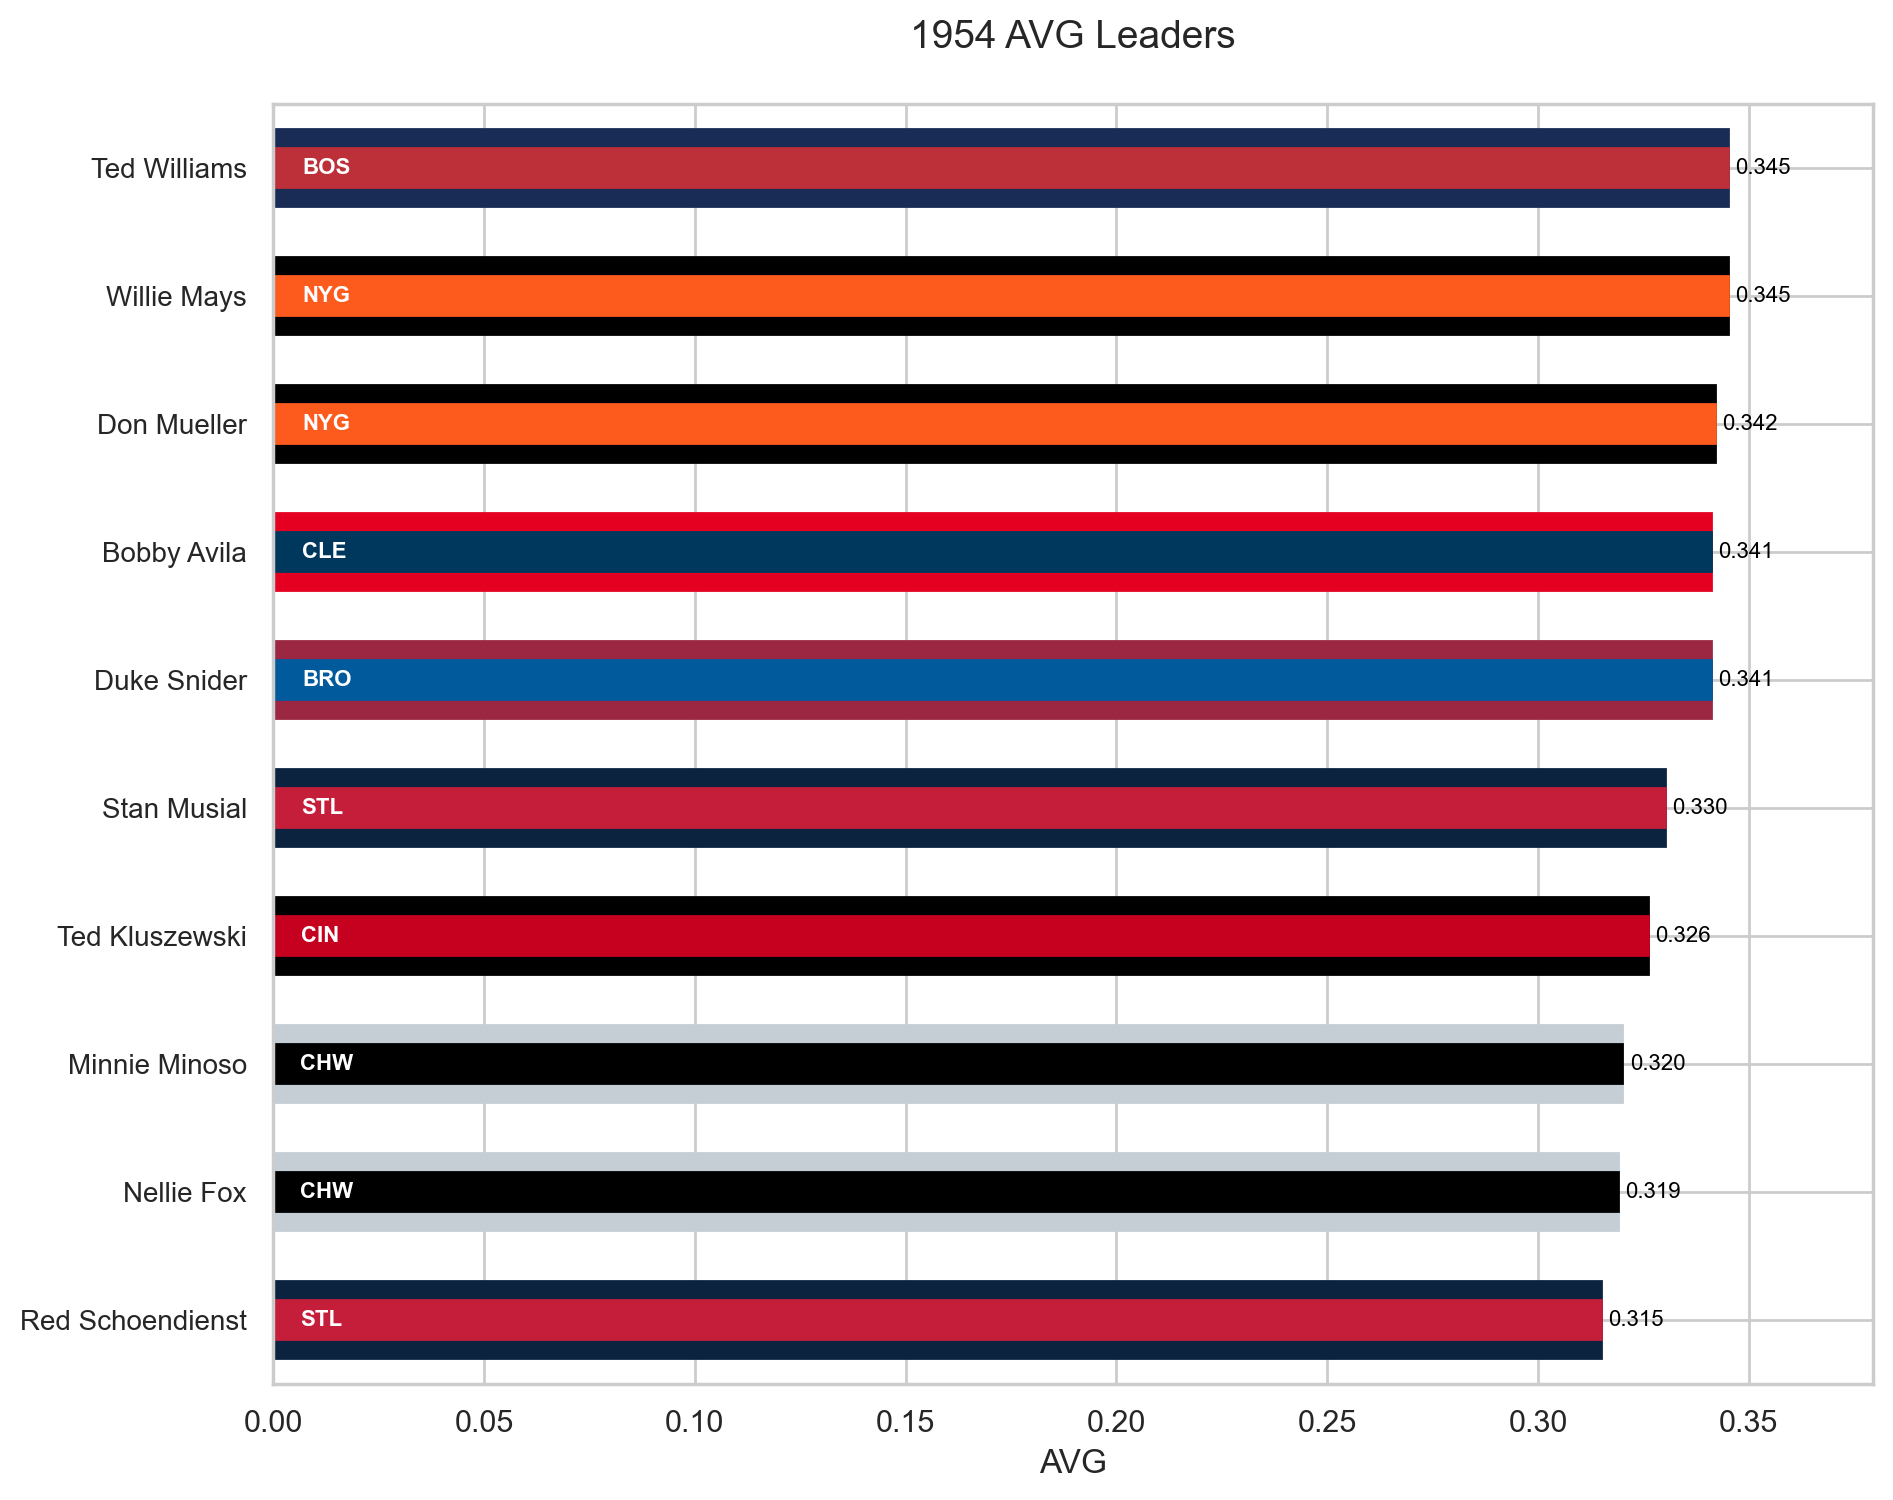 1954 AVG Leaders
Ted Williams BOS 0.345
Willie Mays NYG 0.345
Don Mueller NYG 0.342
Bobby Avila CLE 0.341
Duke Snider BRO 0.341
Stan Musial STL 0.330
Ted Kluszewski CIN 0.326
Minnie Minoso CHW 0.320
Nellie Fox CHW 0.319
Red Schoendienst STL 0.315
0.00 0.05 0.10 0.15 0.20 0.25 0.30 0.35
AVG